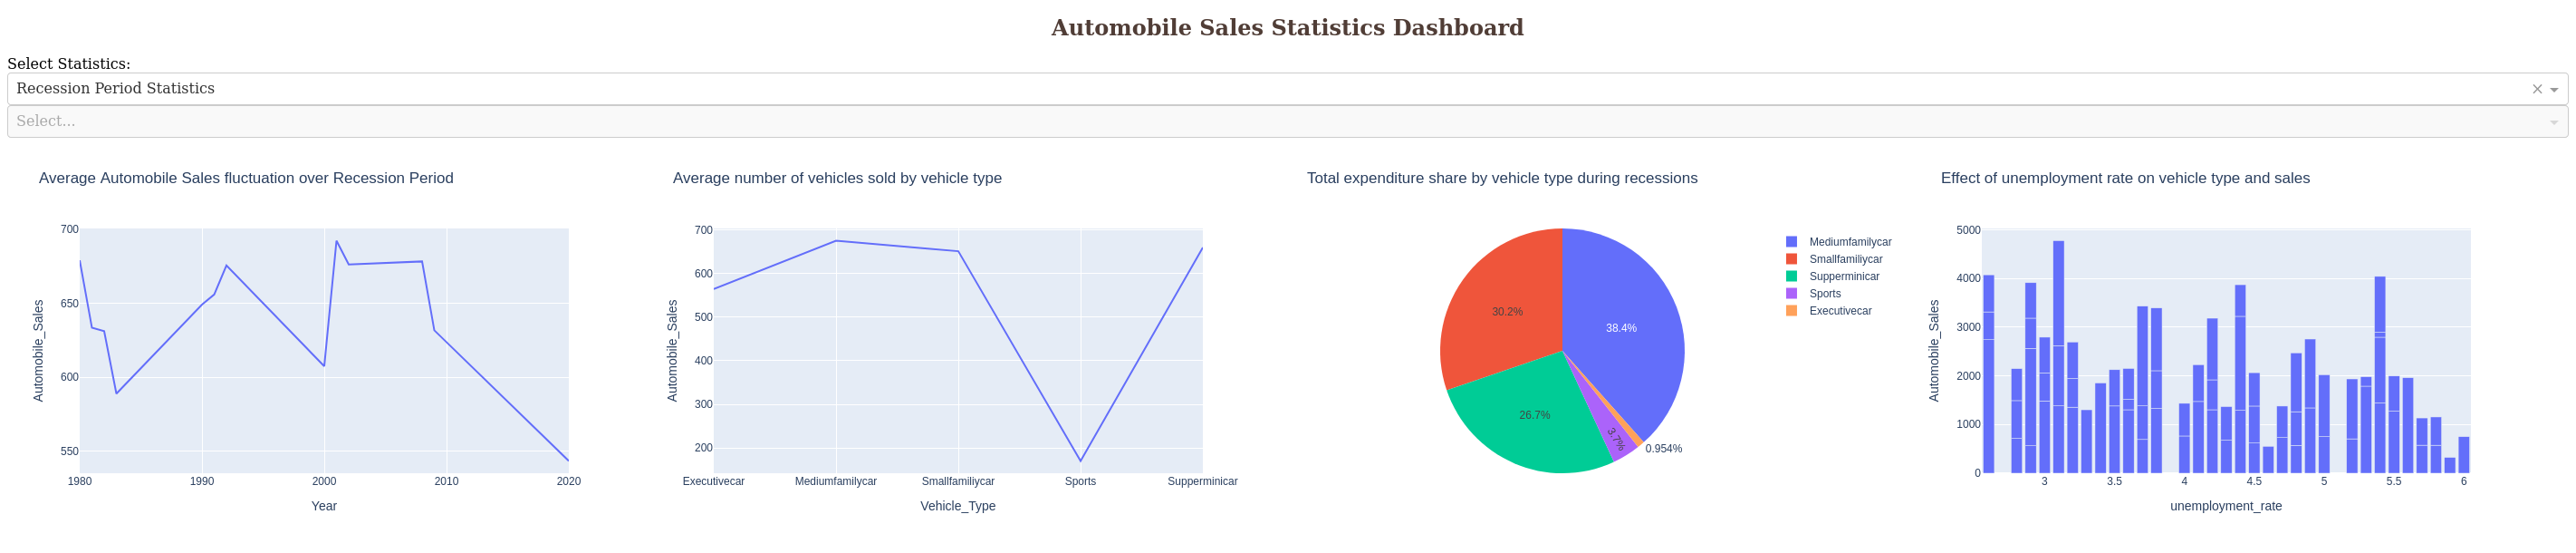 Automobile Sales Statistics Dashboard
Select Statistics:
Recession Period Statistics
×
Select...
Average Automobile Sales fluctuation over Recession Period
700
650
600
550
Automobile_Sales
1980 1990 2000 2010 2020
Year
Average number of vehicles sold by vehicle type
700
600
500
400
300
200
Automobile_Sales
Executivecar Mediumfamilycar Smallfamiliycar Sports Supperminicar
Vehicle_Type
Total expenditure share by vehicle type during recessions
38.4%
30.2%
26.7%
3.7%
0.954%
Mediumfamilycar
Smallfamiliycar
Supperminicar
Sports
Executivecar
Effect of unemployment rate on vehicle type and sales
5000
4000
3000
2000
1000
0
Automobile_Sales
3 3.5 4 4.5 5 5.5 6
unemployment_rate